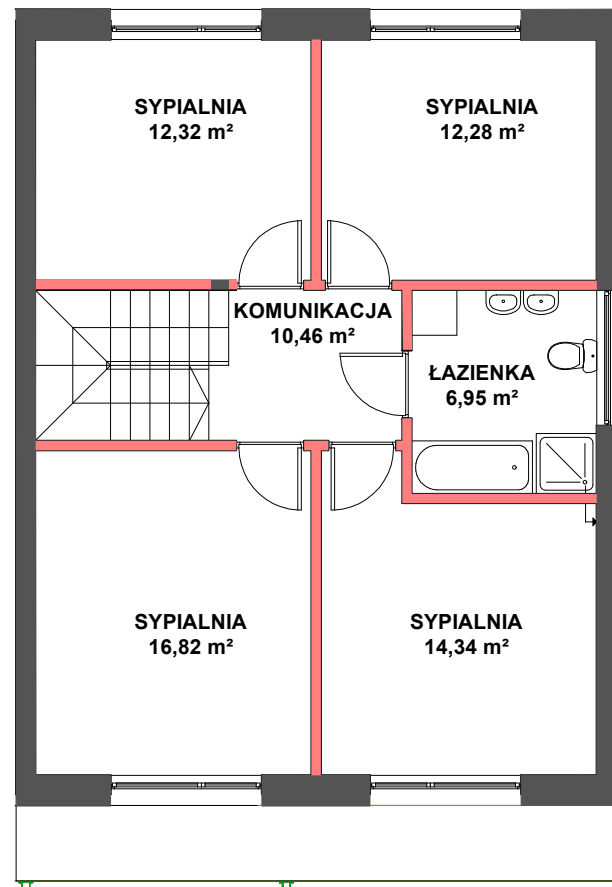 SYPIALNIA
12,32 m²
SYPIALNIA
12,28 m²
KOMUNIKACJA
10,46 m²
ŁAZIENKA
6,95 m²
SYPIALNIA
16,82 m²
SYPIALNIA
14,34 m²